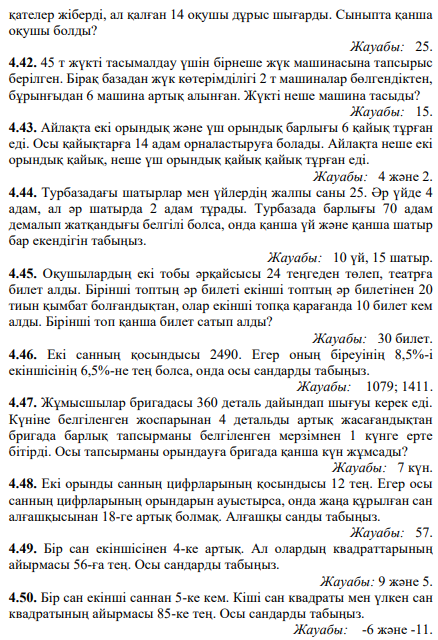 қателер жіберді, ал қалған 14 оқушы дұрыс шығарды. Сыныпта қанша
оқушы болды?
Жауабы: 25.
4.42. 45 т жүкті тасымалдау үшін бірнеше жүк машинасына тапсырыс
берілген. Бірақ базадан жүк көтерімділігі 2 т машиналар бөлгендіктен,
бұрынғыдан 6 машина артық алынған. Жүкті неше машина тасыды?
Жауабы: 15.
4.43. Айлақта екі орындық және үш орындық барлығы 6 қайық тұрған
еді. Осы қайықтарға 14 адам орналастыруға болады. Айлақта неше екі
орындық қайық, неше үш орындық қайық қайық тұрған еді.
Жауабы: 4 және 2.
4.44. Турбазадағы шатырлар мен үйлердің жалпы саны 25. Әр үйде 4
адам, ал әр шатырда 2 адам тұрады. Турбазада барлығы 70 адам
демалып жатқандығы белгілі болса, онда қанша үй және қанша шатыр
бар екендігін табыңыз.
Жауабы: 10 үй, 15 шатыр.
4.45. Оқушылардың екі тобы әрқайсысы 24 теңгеден төлеп, театрға
билет алды. Бірінші топтың әр билеті екінші топтың әр билетінен 20
тиын қымбат болғандықтан, олар екінші топқа қарағанда 10 билет кем
алды. Бірінші топ қанша билет сатып алды?
Жауабы: 30 билет.
4.46. Екі санның қосындысы 2490. Егер оның біреуінің 8,5%-і
екіншісінің 6,5%-не тең болса, онда осы сандарды табыңыз.
Жауабы: 1079; 1411.
4.47. Жұмысшылар бригадасы 360 деталь дайындап шығуы керек еді.
Күніне белгіленген жоспарынан 4 детальды артық жасағандықтан
бригада барлық тапсырманы белгіленген мерзімнен 1 күнге ерте
бітірді. Осы тапсырманы орындауға бригада қанша күн жұмсады?
Жауабы: 7 күн.
4.48. Екі орынды санның цифрларының қосындысы 12 тең. Егер осы
санның цифрларының орындарын ауыстырса, онда жаңа құрылған сан
алғашқысынан 18-ге артық болмақ. Алғашқы санды табыңыз.
Жауабы: 57.
4.49. Бір сан екіншісінен 4-ке артық. Ал олардың квадраттарының
айырмасы 56-ға тең. Осы сандарды табыңыз.
Жауабы: 9 және 5.
4.50. Бір сан екінші саннан 5-ке кем. Кіші сан квадраты мен үлкен сан
квадратының айырмасы 85-ке тең. Осы сандарды табыңыз.
Жауабы: -6 және -11.